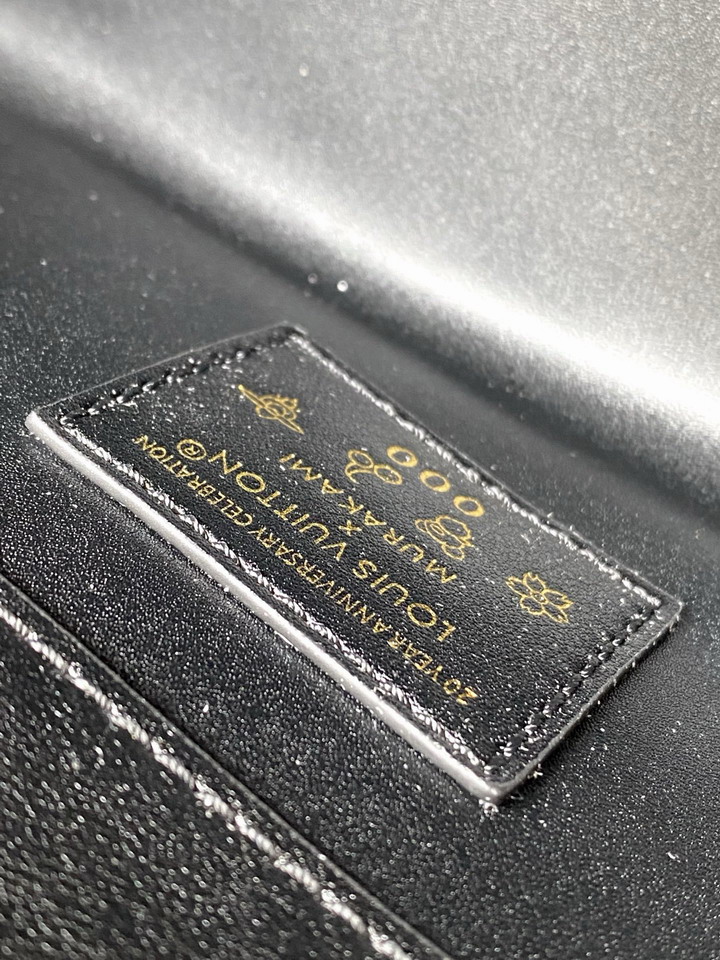 20 YEAR ANNIVERSARY CELEBRATION
LOUIS VUITTON®
X
MURAKAMI